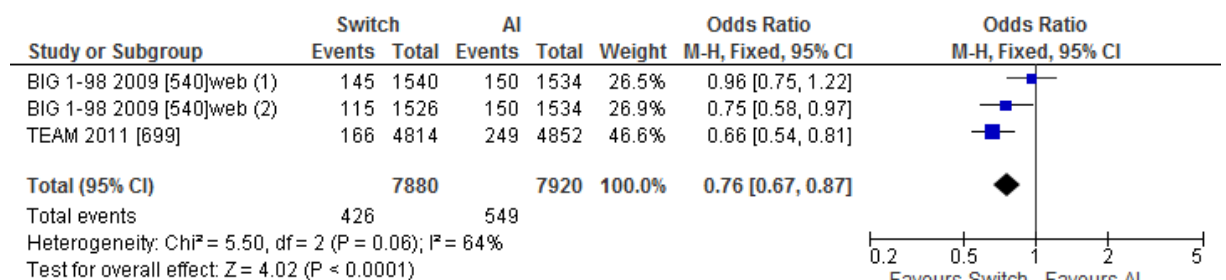 Switch AI Odds Ratio Odds Ratio
Study or Subgroup Events Total Events Total Weight M-H, Fixed, 95% CI M-H, Fixed, 95% CI
BIG 1-98 2009 [540]web (1) 145 1540 150 1534 26.5% 0.96 [0.75, 1.22]
BIG 1-98 2009 [540]web (2) 115 1526 150 1534 26.9% 0.75 [0.58, 0.97]
TEAM 2011 [699] 166 4814 249 4852 46.6% 0.66 [0.54, 0.81]
Total (95% CI) 7880 7920 100.0% 0.76 [0.67, 0.87]
Total events 426 549
Heterogeneity: Chi² = 5.50, df = 2 (P = 0.06); I² = 64%
Test for overall effect: Z = 4.02 (P < 0.0001)
0.2 0.5 1 2 5
Favours Switch Favours AI